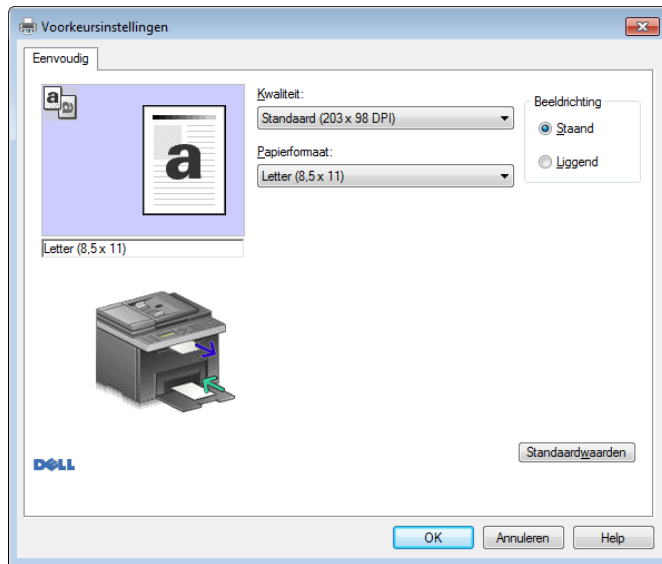 Voorkeursinstellingen
Eenvoudig
a
a
a
Kwaliteit:
Standaard (203 x 98 DPI)
Papierformaat:
Letter (8,5 x 11)
Beeldrichting
Staand
Liggend
Letter (8,5 x 11)
DELL
Standaardwaarden
OK
Annuleren
Help